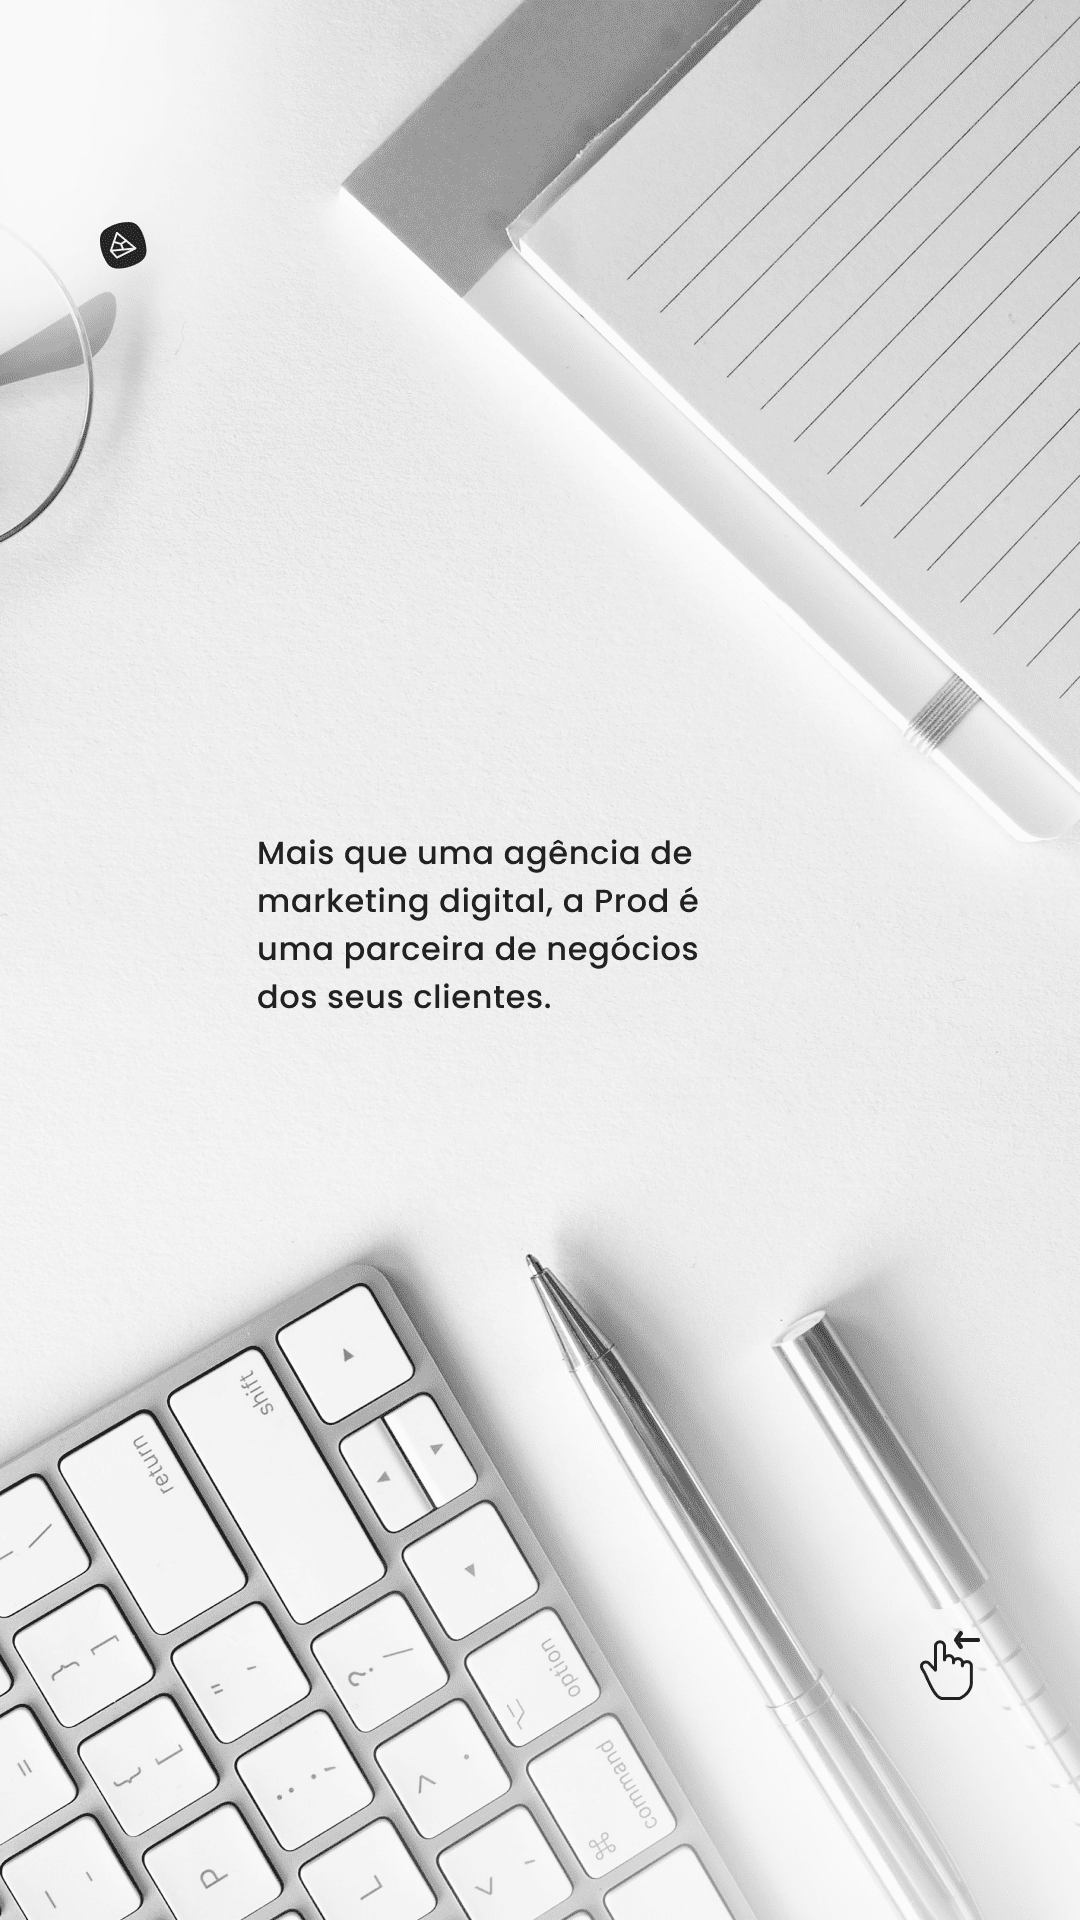 Mais que uma agência de
marketing digital, a Prod é
uma parceira de negócios
dos seus clientes.
shift
return
option
command
⌘
P
L